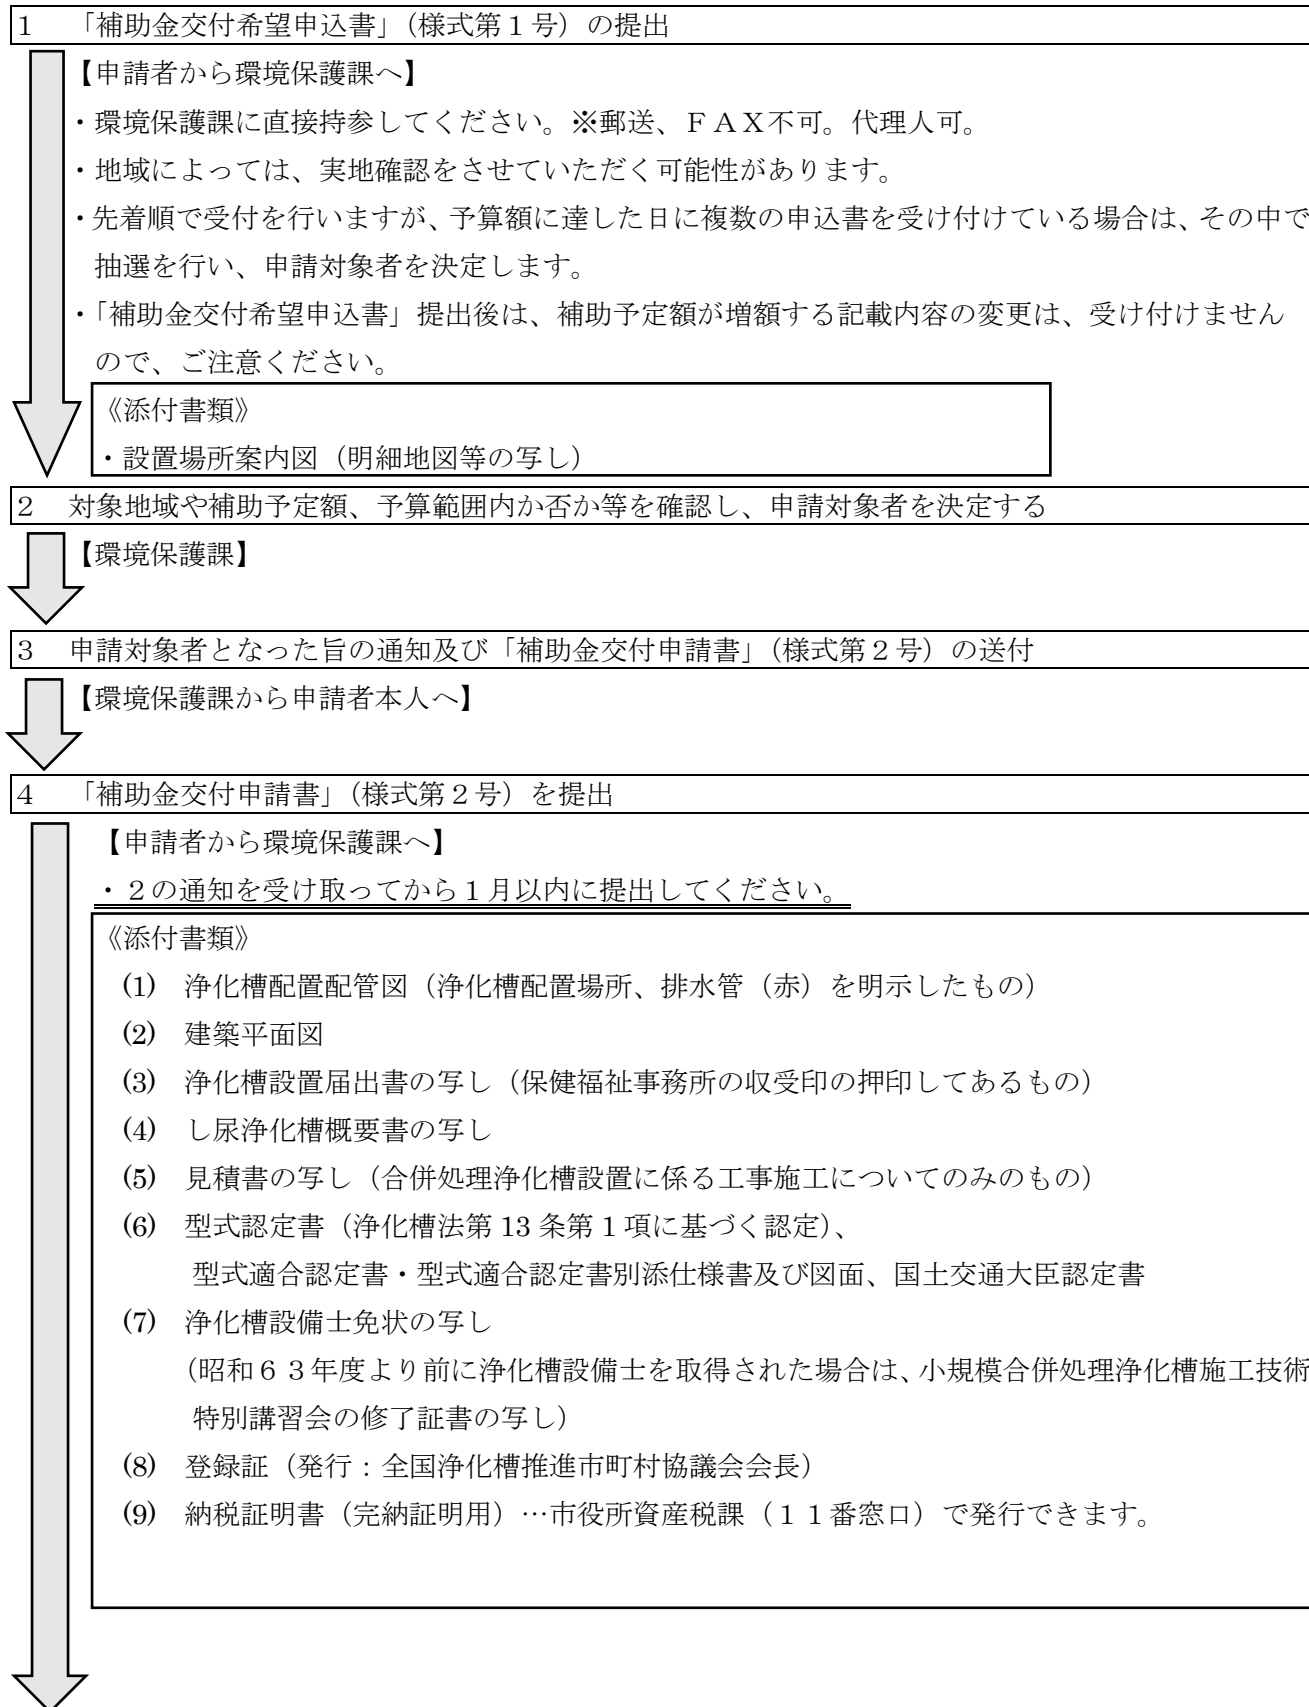 1　「補助金交付希望申込書」（様式第１号）の提出
【申請者から環境保護課へ】
・環境保護課に直接持参してください。※郵送、ＦＡＸ不可。代理人可。
・地域によっては、実地確認をさせていただく可能性があります。
・先着順で受付を行いますが、予算額に達した日に複数の申込書を受け付けている場合は、その中で
抽選を行い、申請対象者を決定します。
・「補助金交付希望申込書」提出後は、補助予定額が増額する記載内容の変更は、受け付けません
ので、ご注意ください。
《添付書類》
・設置場所案内図（明細地図等の写し）
2　対象地域や補助予定額、予算範囲内か否か等を確認し、申請対象者を決定する
【環境保護課】
3　申請対象者となった旨の通知及び「補助金交付申請書」（様式第２号）の送付
【環境保護課から申請者本人へ】
4　「補助金交付申請書」（様式第２号）を提出
【申請者から環境保護課へ】
・２の通知を受け取ってから１月以内に提出してください。
《添付書類》
(1)　浄化槽配置配管図（浄化槽配置場所、排水管（赤）を明示したもの）
(2)　建築平面図
(3)　浄化槽設置届出書の写し（保健福祉事務所の収受印の押印してあるもの）
(4)　し尿浄化槽概要書の写し
(5)　見積書の写し（合併処理浄化槽設置に係る工事施工についてのみのもの）
(6)　型式認定書（浄化槽法第 13 条第 1 項に基づく認定）、
型式適合認定書・型式適合認定書別添仕様書及び図面、国土交通大臣認定書
(7)　浄化槽設備士免状の写し
（昭和６３年度より前に浄化槽設備士を取得された場合は、小規模合併処理浄化槽施工技術
特別講習会の修了証書の写し）
(8)　登録証（発行：全国浄化槽推進市町村協議会会長）
(9)　納税証明書（完納証明用）…市役所資産税課（１１番窓口）で発行できます。